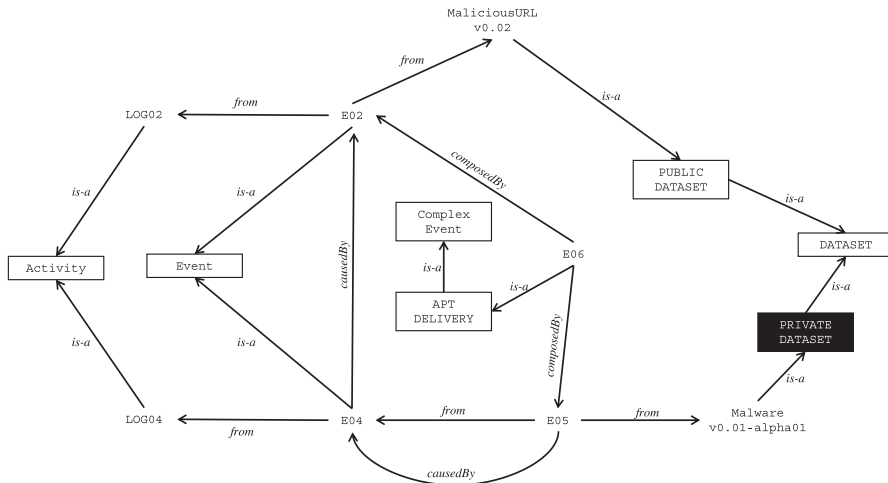 MaliciousURL
v0.02
from
is-a
LOG02
from
E02
composedBy
PUBLIC
DATASET
is-a
is-a
is-a
Complex
Event
DATASET
Activity
Event
causedBy
E06
is-a
is-a
is-a
APT
DELIVERY
PRIVATE
DATASET
is-a
is-a
composedBy
is-a
LOG04
from
E04
from
E05
from
Malware
v0.01-alpha01
causedBy